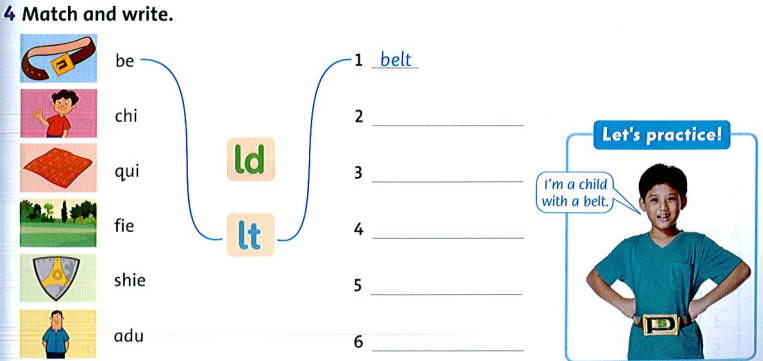 4 Match and write.
be
1 belt
chi
2
qui
3
fie
4
shie
5
adu
6
ld
lt
Let's practice!
I'm a child
with a belt.
5